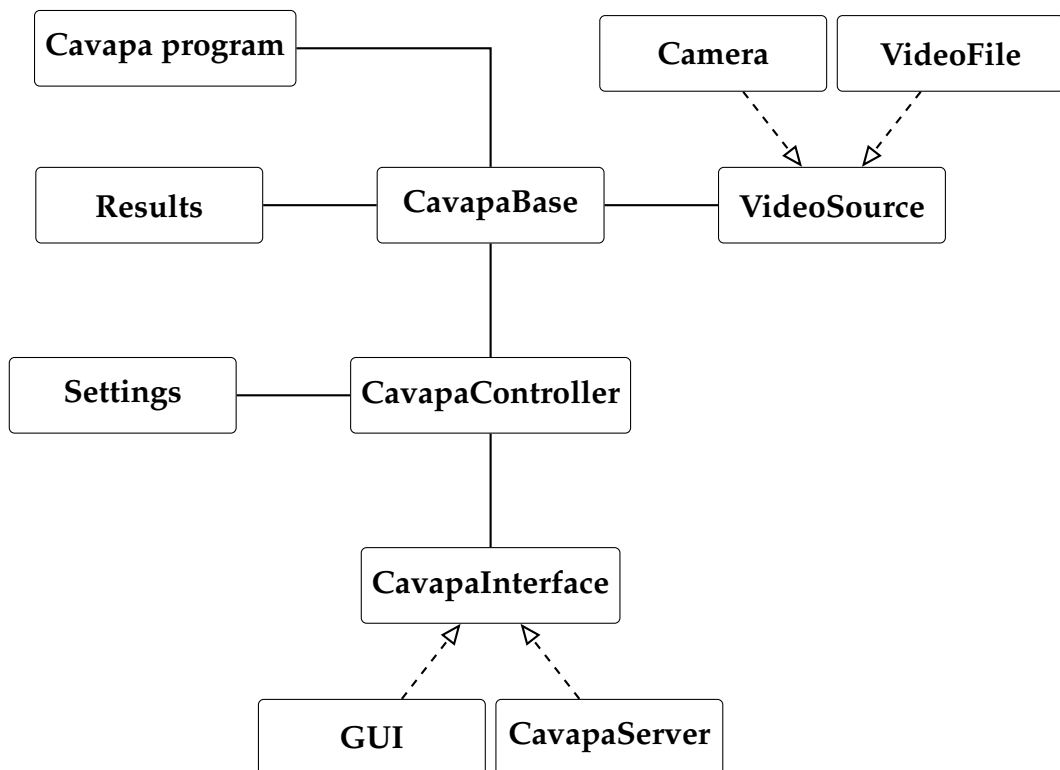 Cavapa program
Camera
VideoFile
Results
CavapaBase
VideoSource
Settings
CavapaController
CavapaInterface
GUI
CavapaServer